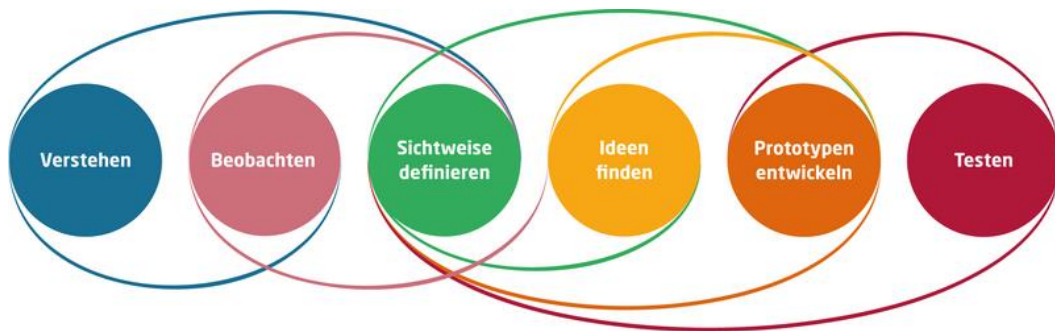 Verstehen
Beobachten
Sichtweise
definieren
Ideen
finden
Prototypen
entwickeln
Testen